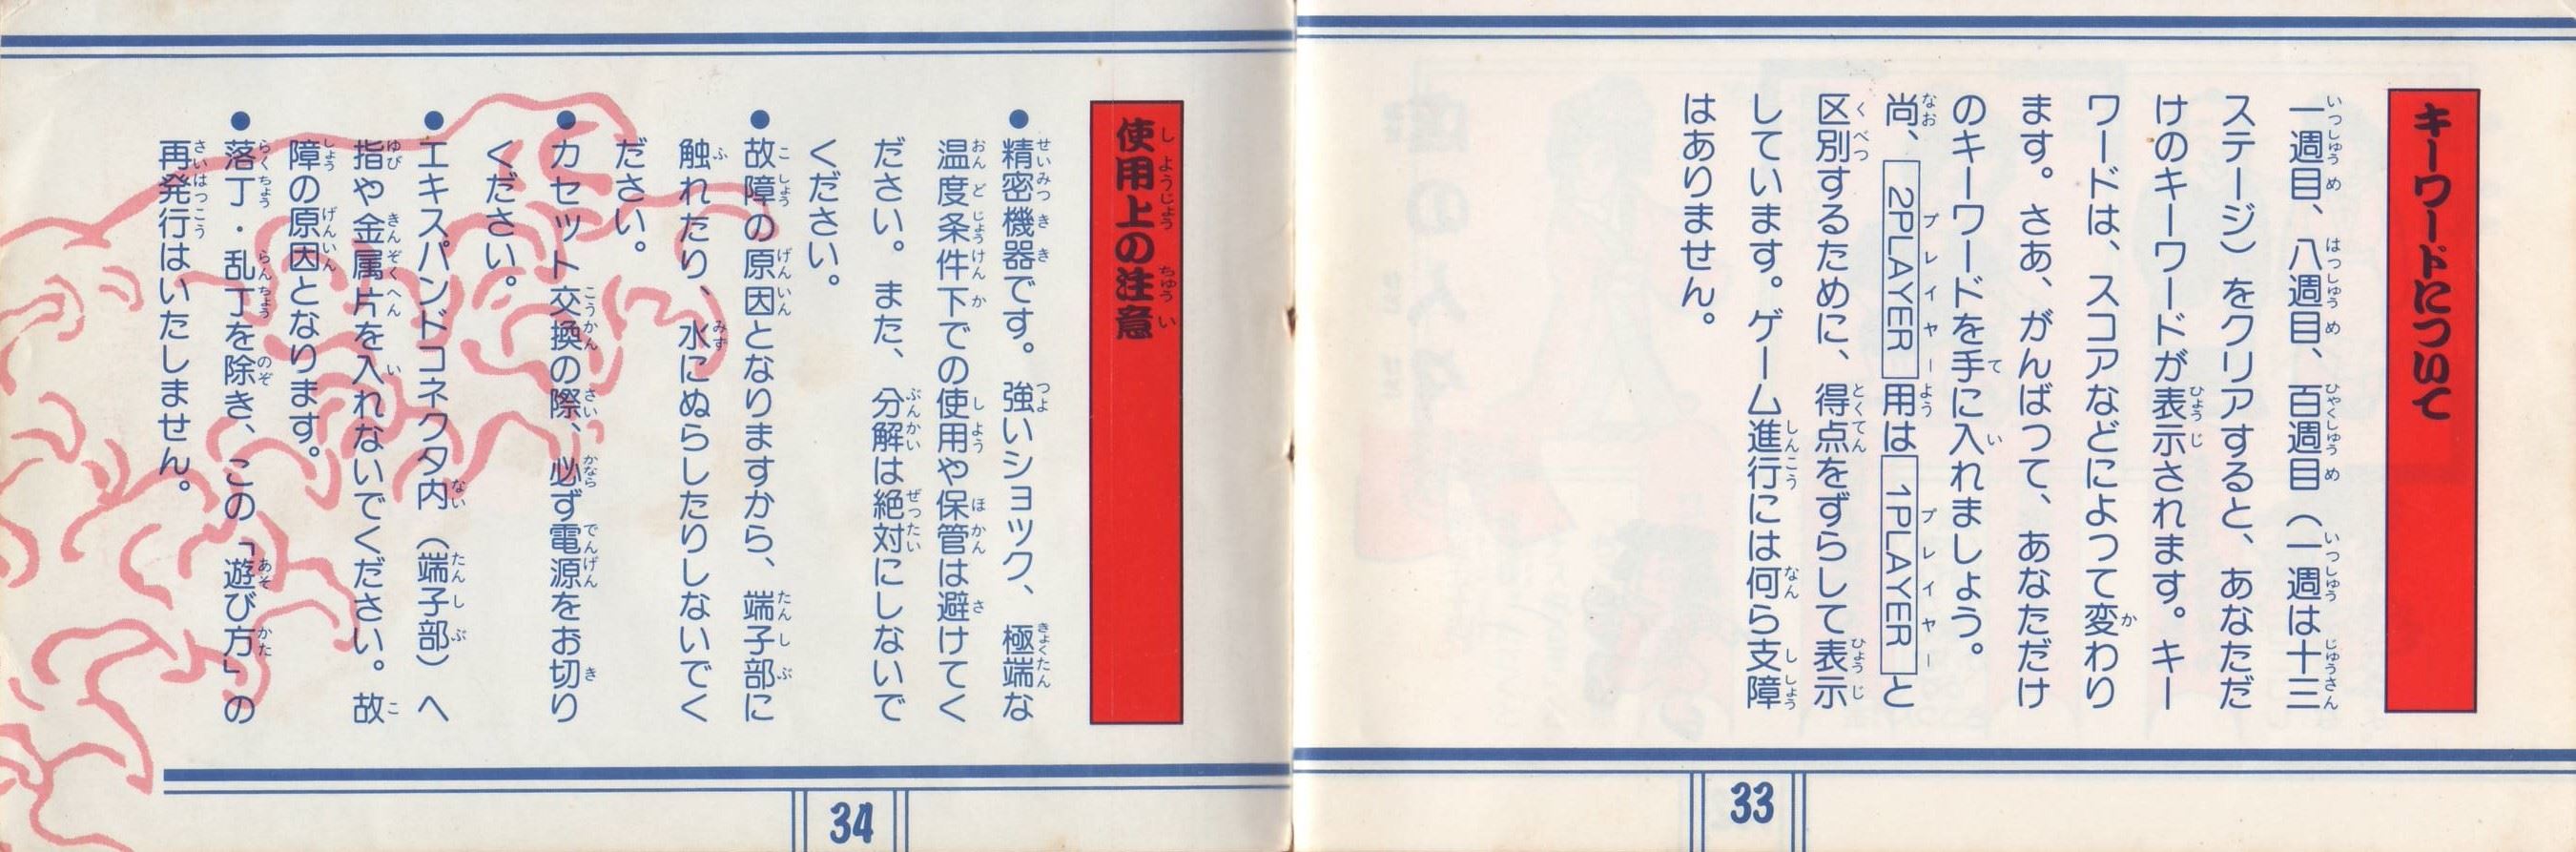 キーワードについて
一週目、八週目、百週目（一週は十三
ステージ）をクリアすると、あなただ
けのキーワードが表示されます。キー
ワードは、スコアなどによって変わり
ます。さあ、がんばつて、あなただけ
のキーワードを手に入れましょう。
尚、2PLAYER用は1PLAYERと
区別するために、得点をずらして表示
しています。ゲーム進行には何ら支障
はありません。
33
使用上の注意
●精密機器です。強いショック、極端な
温度条件下での使用や保管は避けてく
ださい。また、分解は絶対にしないで
ください。
●故障の原因となりますから、端子部に
触れたり、水にぬらしたりしないでく
ださい。
●カセット交換の際、必ず電源をお切り
ください。
●エキスパンドコネクタ内（端子部）へ
指や金属片を入れないでください。故
障の原因となります。
●落丁・乱丁を除き、この「遊び方」の
再発行はいたしません。
34